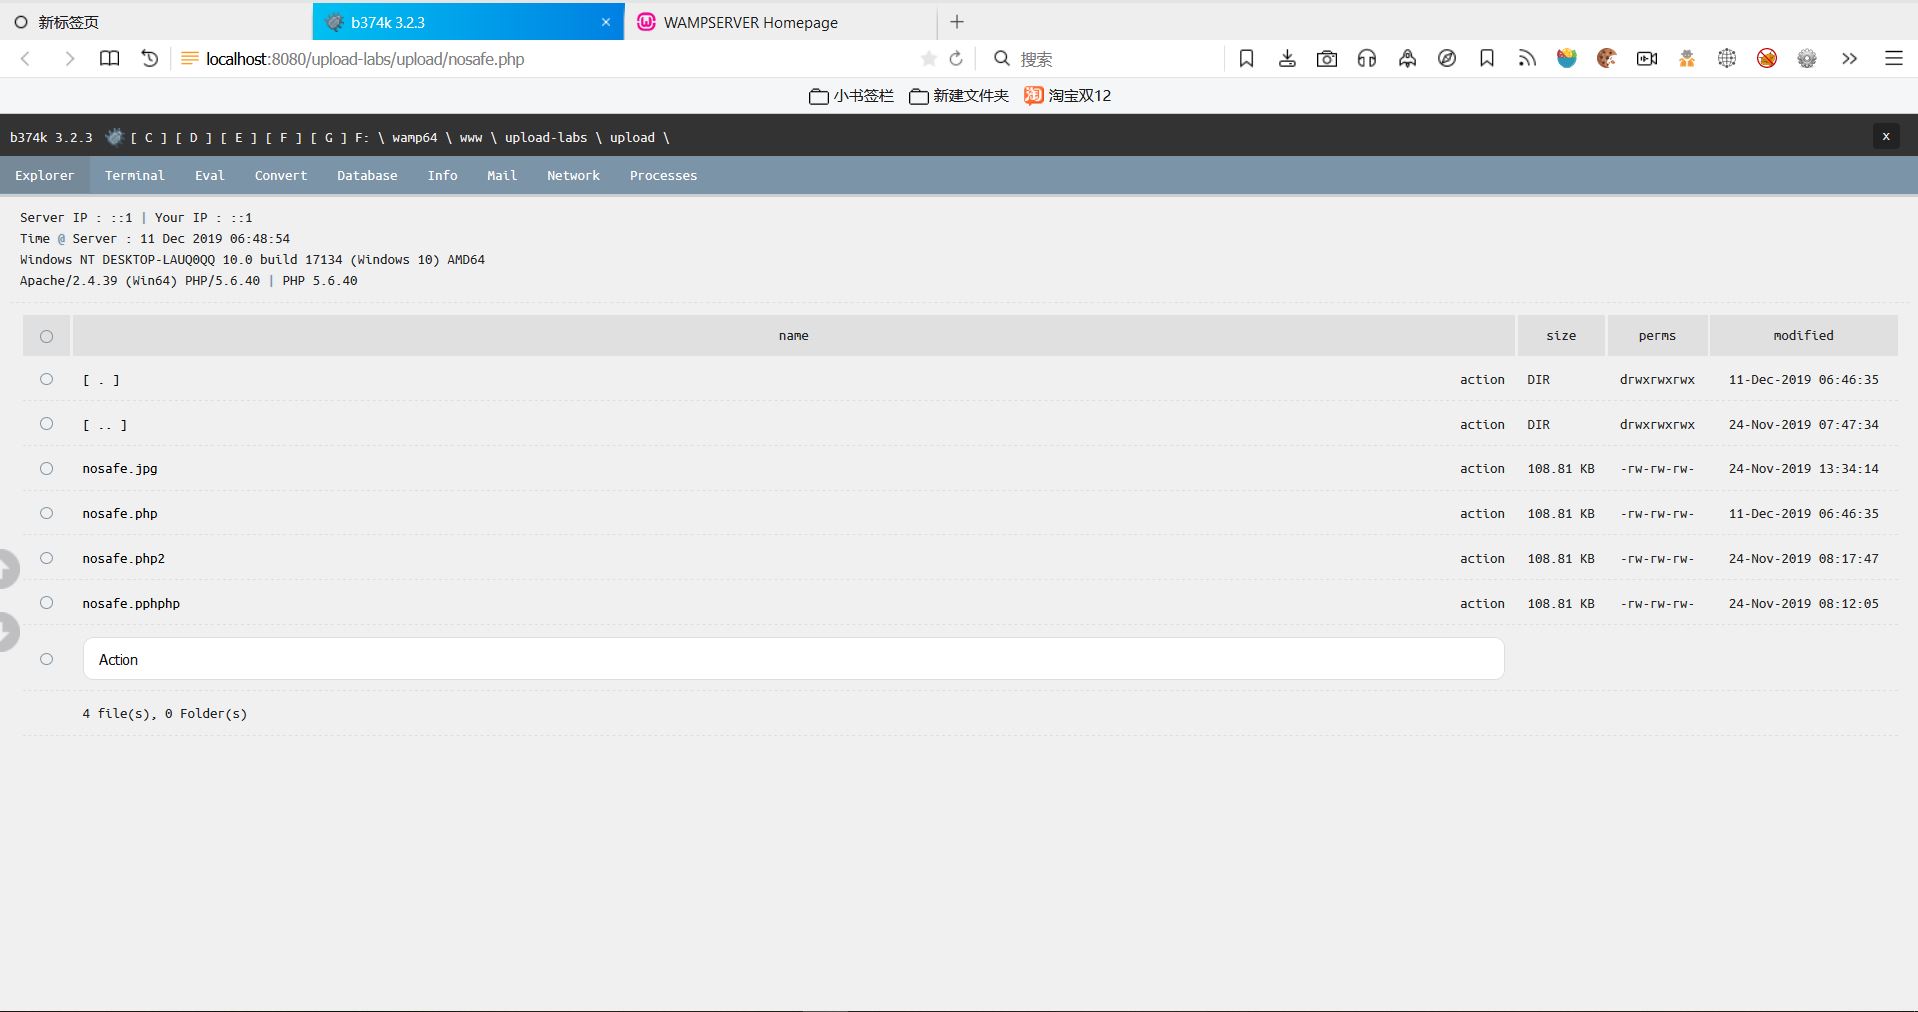 新标签页 b374k 3.2.3 × WAMPSERVER Homepage
localhost:8080/upload-labs/upload/nosafe.php 搜索
小书签栏 新建文件夹 淘 淘宝双12
b374k 3.2.3 [ C ] [ D ] [ E ] [ F ] [ G ] F: \ wamp64 \ www \ upload-labs \ upload \ x
Explorer Terminal Eval Convert Database Info Mail Network Processes
Server IP : ::1 | Your IP : ::1
Time @ Server : 11 Dec 2019 06:48:54
Windows NT DESKTOP-LAUQ0QQ 10.0 build 17134 (Windows 10) AMD64
Apache/2.4.39 (Win64) PHP/5.6.40 | PHP 5.6.40
name size perms modified
[ . ] action DIR drwxrwxrwx 11-Dec-2019 06:46:35
[ .. ] action DIR drwxrwxrwx 24-Nov-2019 07:47:34
nosafe.jpg action 108.81 KB -rw-rw-rw- 24-Nov-2019 13:34:14
nosafe.php action 108.81 KB -rw-rw-rw- 11-Dec-2019 06:46:35
nosafe.php2 action 108.81 KB -rw-rw-rw- 24-Nov-2019 08:17:47
nosafe.pphphp action 108.81 KB -rw-rw-rw- 24-Nov-2019 08:12:05
Action
4 file(s), 0 Folder(s)